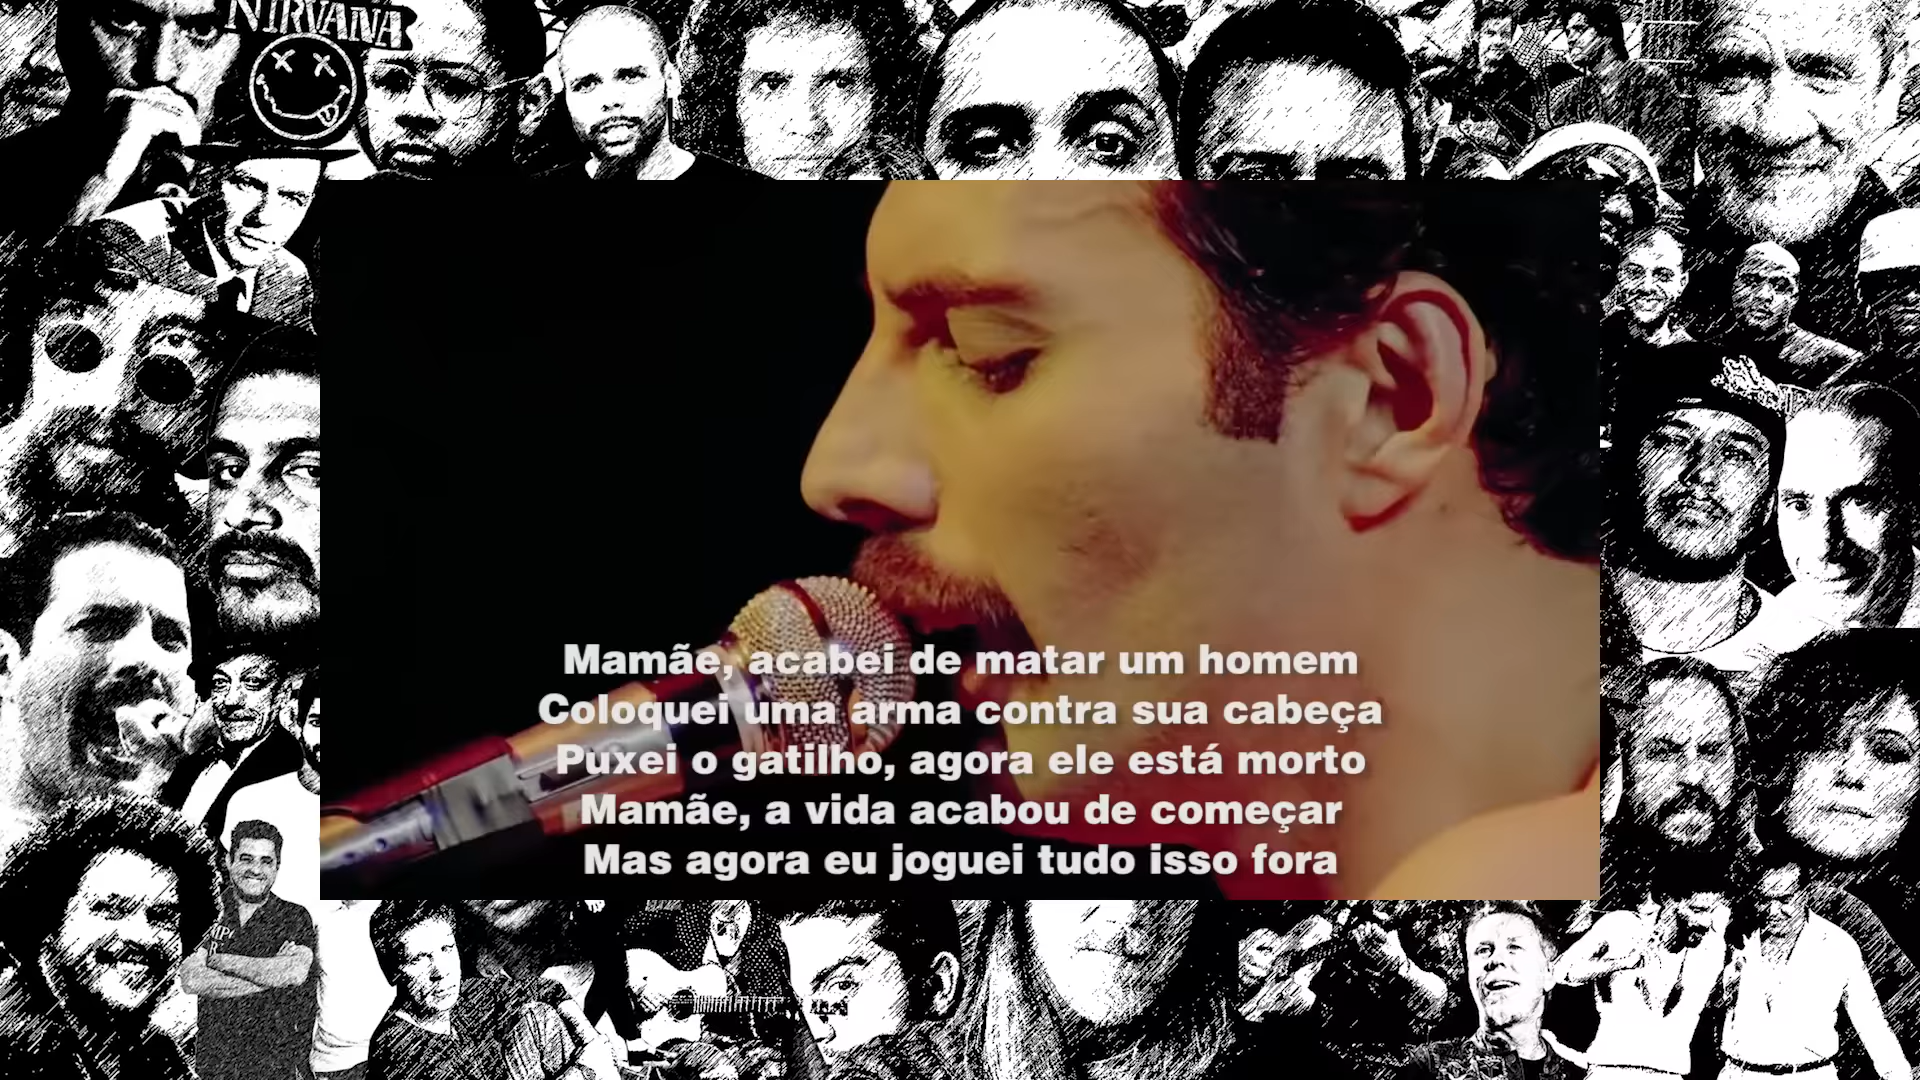 NIRVANA
Mamãe, acabei de matar um homem
Coloquei uma arma contra sua cabeça
Puxei o gatilho, agora ele está morto
Mamãe, a vida acabou de começar
Mas agora eu joguei tudo isso fora